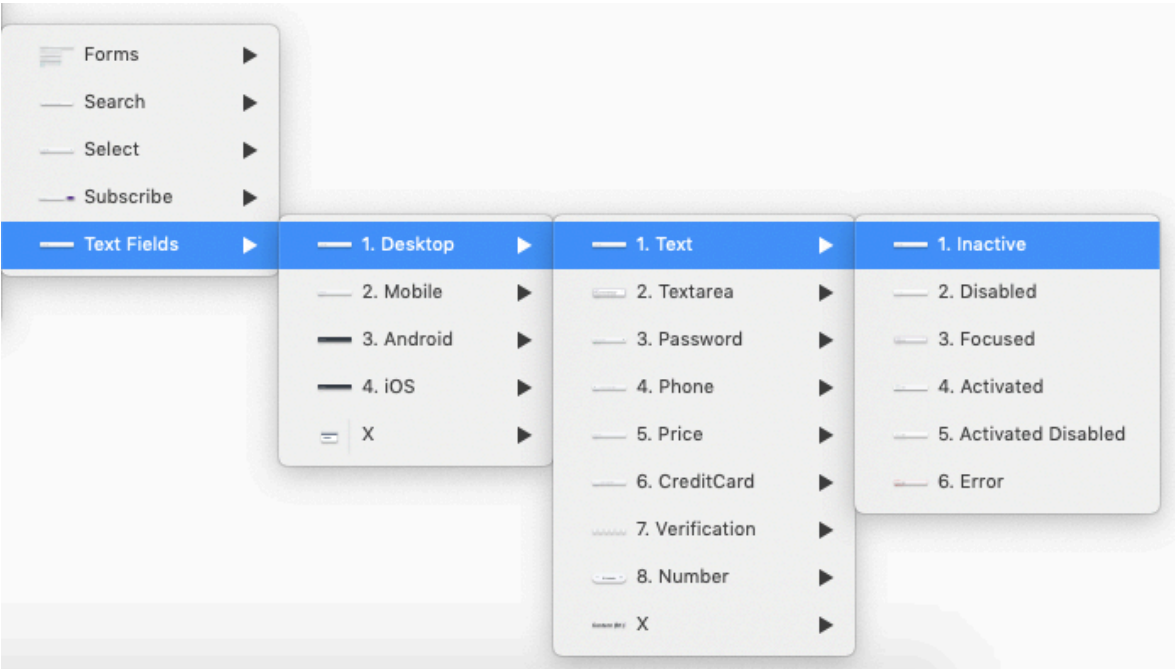 Forms
Search
Select
Subscribe
Text Fields
1. Desktop
2. Mobile
3. Android
4. iOS
X
1. Text
2. Textarea
3. Password
4. Phone
5. Price
6. CreditCard
7. Verification
8. Number
X
1. Inactive
2. Disabled
3. Focused
4. Activated
5. Activated Disabled
6. Error